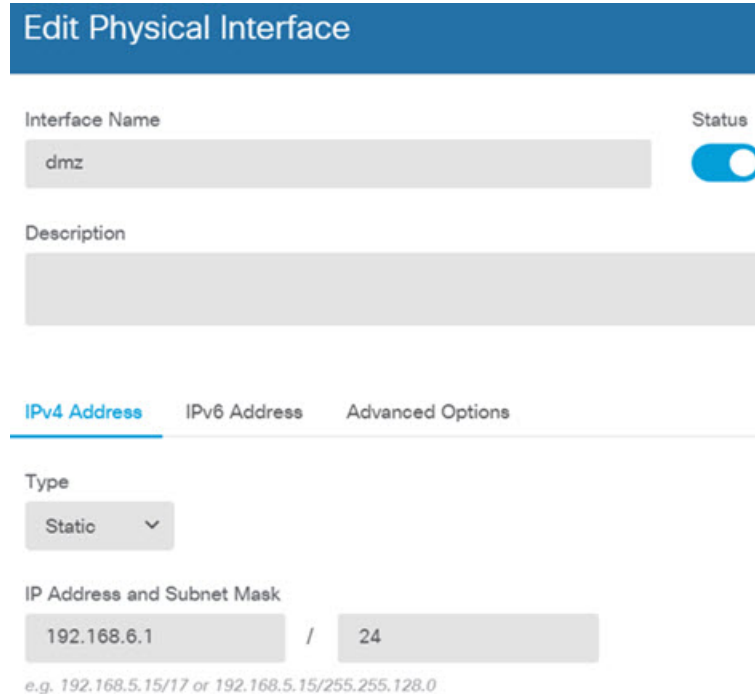 Edit Physical Interface
Interface Name
Status
dmz
Description
IPv4 Address IPv6 Address Advanced Options
Type
Static
IP Address and Subnet Mask
192.168.6.1 / 24
e.g. 192.168.5.15/17 or 192.168.5.15/255.255.128.0